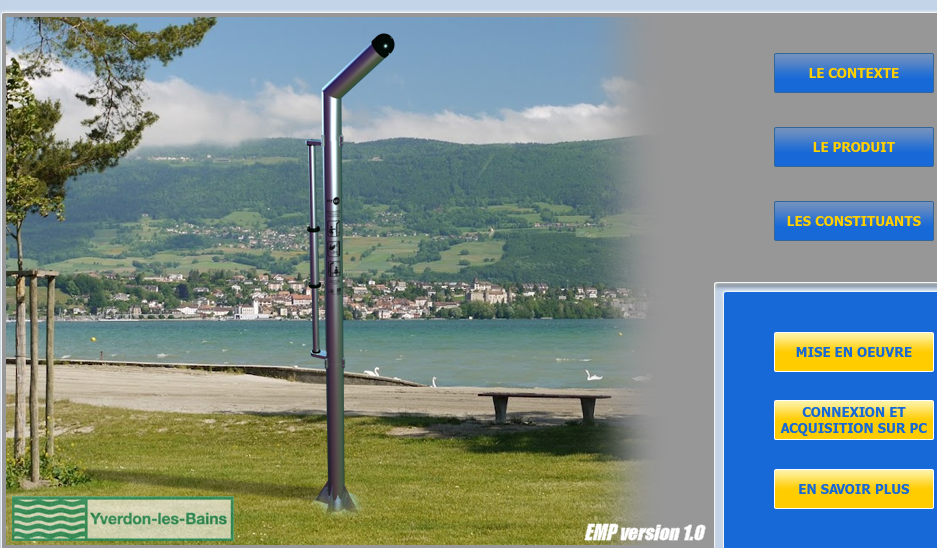 LE CONTEXTE
LE PRODUIT
LES CONSTITUANTS
MISE EN OEUVRE
CONNEXION ET
ACQUISITION SUR PC
EN SAVOIR PLUS
Yverdon-les-Bains
EMP version 1.0